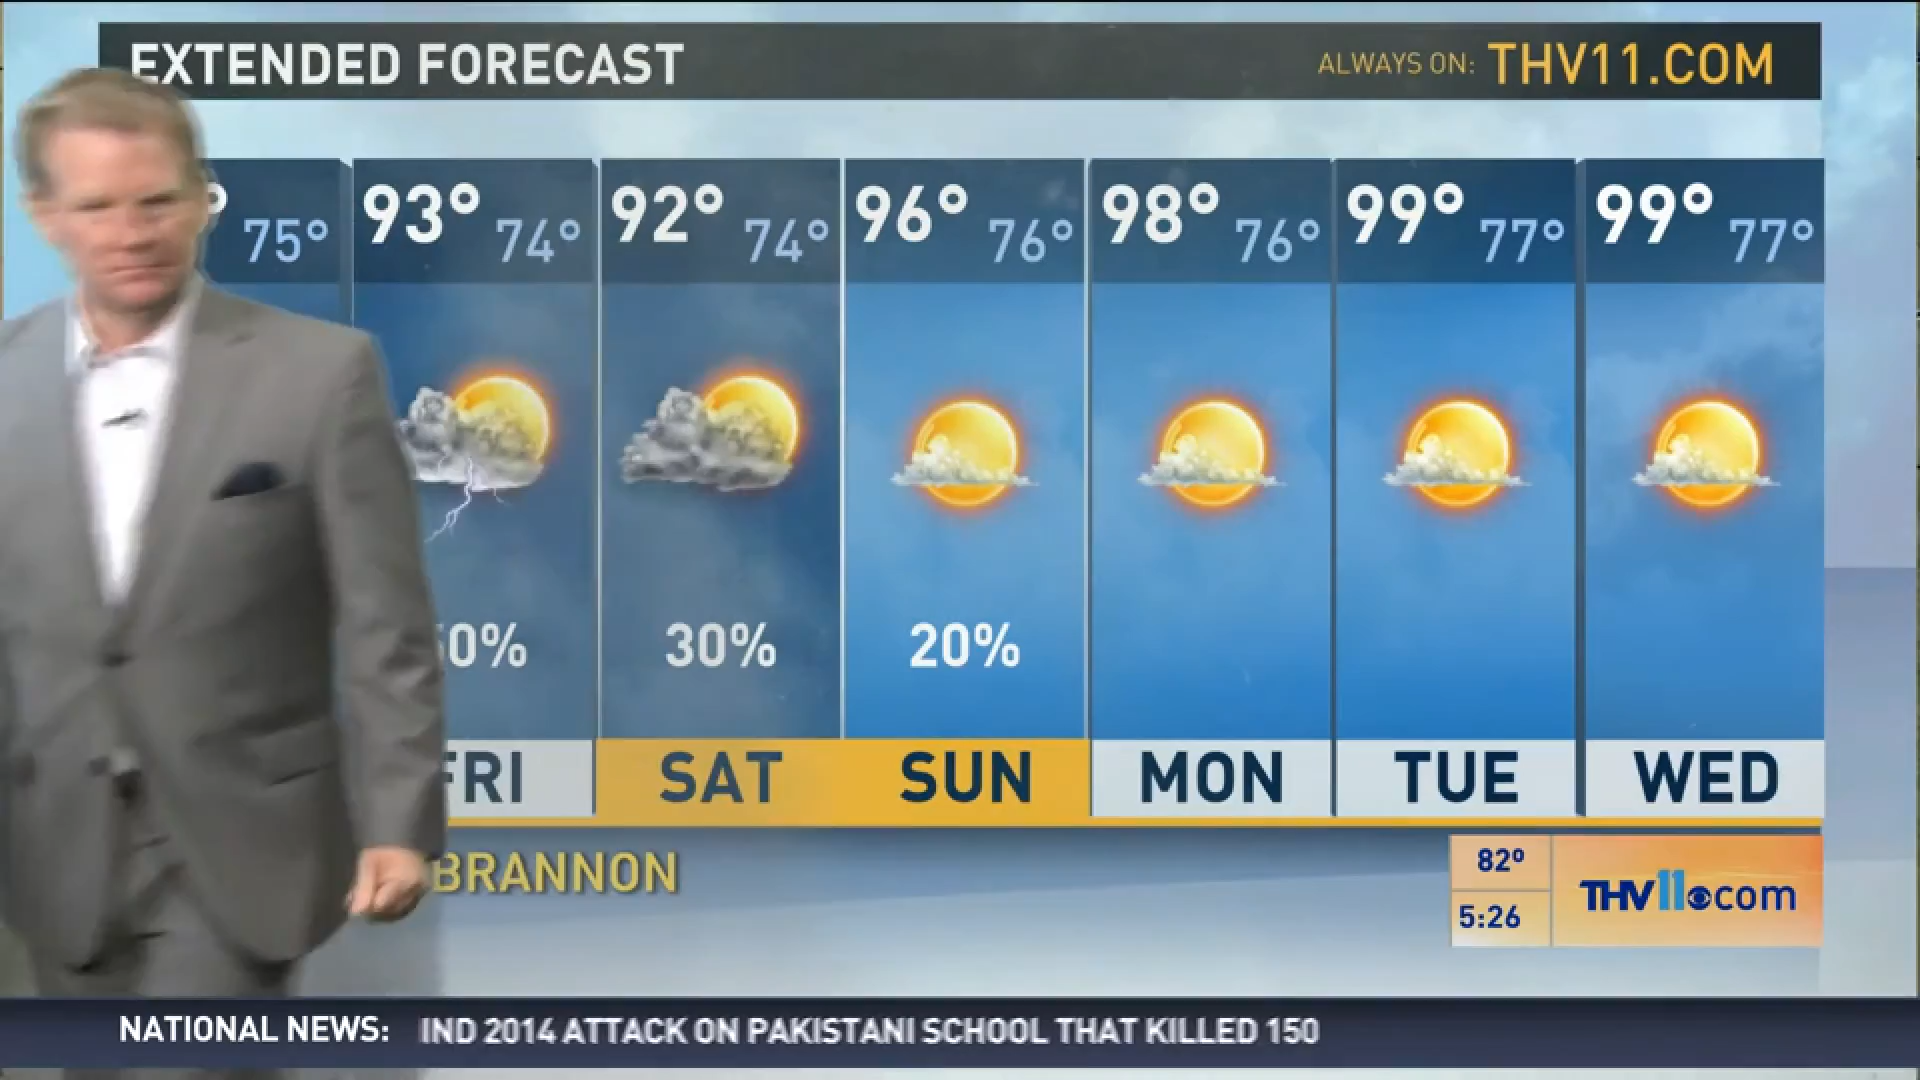 EXTENDED FORECAST
ALWAYS ON: THV11.COM
75° 93° 74° 92° 74° 96° 76° 98° 76° 99° 77° 99° 77°
0% 30% 20%
FRI SAT SUN MON TUE WED
BRANNON
82°
5:26
THV11.com
NATIONAL NEWS: IND 2014 ATTACK ON PAKISTANI SCHOOL THAT KILLED 150